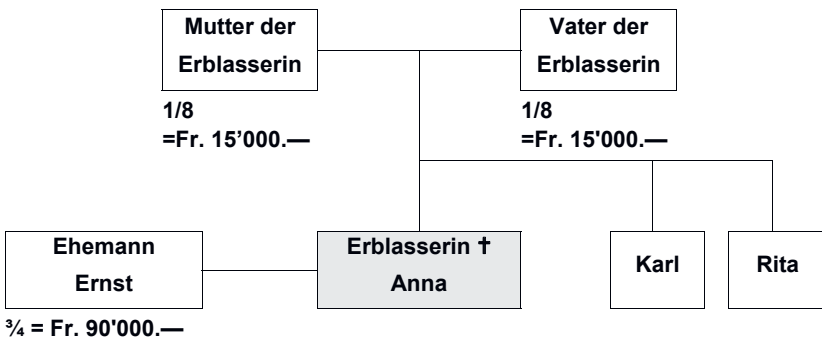 Mutter der
Erblasserin
Vater der
Erblasserin
1/8
=Fr. 15’000.—
1/8
=Fr. 15'000.—
Ehemann
Ernst
Erblasserin ✝
Anna
Karl
Rita
¾ = Fr. 90'000.—